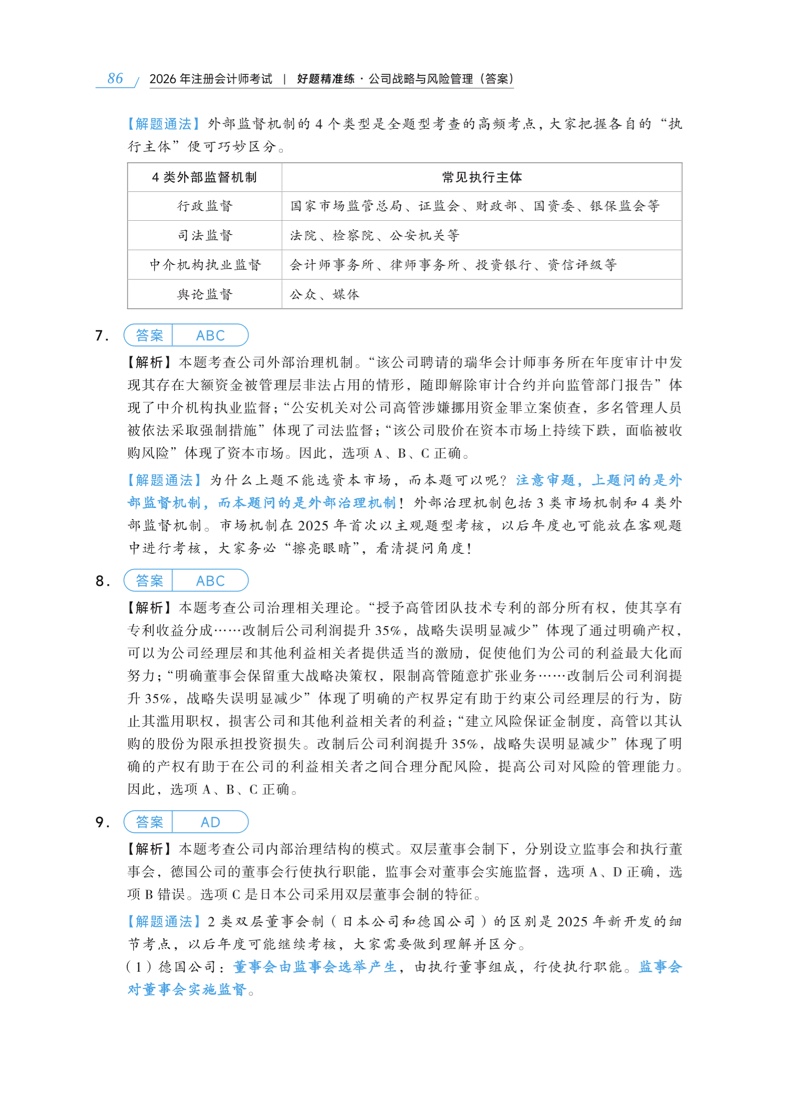 86 2026 年注册会计师考试 | 好题精准练·公司战略与风险管理（答案）
【解题通法】外部监督机制的 4 个类型是全题型考查的高频考点，大家把握各自的“执
行主体”便可巧妙区分。
4 类外部监督机制 常见执行主体
行政监督 国家市场监管总局、证监会、财政部、国资委、银保监会等
司法监督 法院、检察院、公安机关等
中介机构执业监督 会计师事务所、律师事务所、投资银行、资信评级等
舆论监督 公众、媒体
7. 答案 ABC
【解析】本题考查公司外部治理机制。“该公司聘请的瑞华会计师事务所在年度审计中发
现其存在大额资金被管理层非法占用的情形，随即解除审计合约并向监管部门报告”体
现了中介机构执业监督；“公安机关对公司高管涉嫌挪用资金罪立案侦查，多名管理人员
被依法采取强制措施”体现了司法监督；“该公司股价在资本市场上持续下跌，面临被收
购风险”体现了资本市场。因此，选项 A、B、C 正确。
【解题通法】为什么上题不能选资本市场，而本题可以呢？注意审题，上题问的是外
部监督机制，而本题问的是外部治理机制！外部治理机制包括 3 类市场机制和 4 类外
部监督机制。市场机制在 2025 年首次以主观题型考核，以后年度也可能放在客观题
中进行考核，大家务必“擦亮眼睛”，看清提问角度！
8. 答案 ABC
【解析】本题考查公司治理相关理论。“授予高管团队技术专利的部分所有权，使其享有
专利收益分成……改制后公司利润提升 35%，战略失误明显减少”体现了通过明确产权，
可以为公司经理层和其他利益相关者提供适当的激励，促使他们为公司的利益最大化而
努力；“明确董事会保留重大战略决策权，限制高管随意扩张业务……改制后公司利润提
升 35%，战略失误明显减少”体现了明确的产权界定有助于约束公司经理层的行为，防
止其滥用职权，损害公司和其他利益相关者的利益；“建立风险保证金制度，高管以其认
购的股份为限承担投资损失。改制后公司利润提升 35%，战略失误明显减少”体现了明
确的产权有助于在公司的利益相关者之间合理分配风险，提高公司对风险的管理能力。
因此，选项 A、B、C 正确。
9. 答案 AD
【解析】本题考查公司内部治理结构的模式。双层董事会制下，分别设立监事会和执行董
事会，德国公司的董事会行使执行职能，监事会对董事会实施监督，选项 A、D 正确，选
项 B 错误。选项 C 是日本公司采用双层董事会制的特征。
【解题通法】2 类双层董事会制（日本公司和德国公司）的区别是 2025 年新开发的细
节考点，以后年度可能继续考核，大家需要做到理解并区分。
（1）德国公司：董事会由监事会选举产生，由执行董事组成，行使执行职能。监事会
对董事会实施监督。